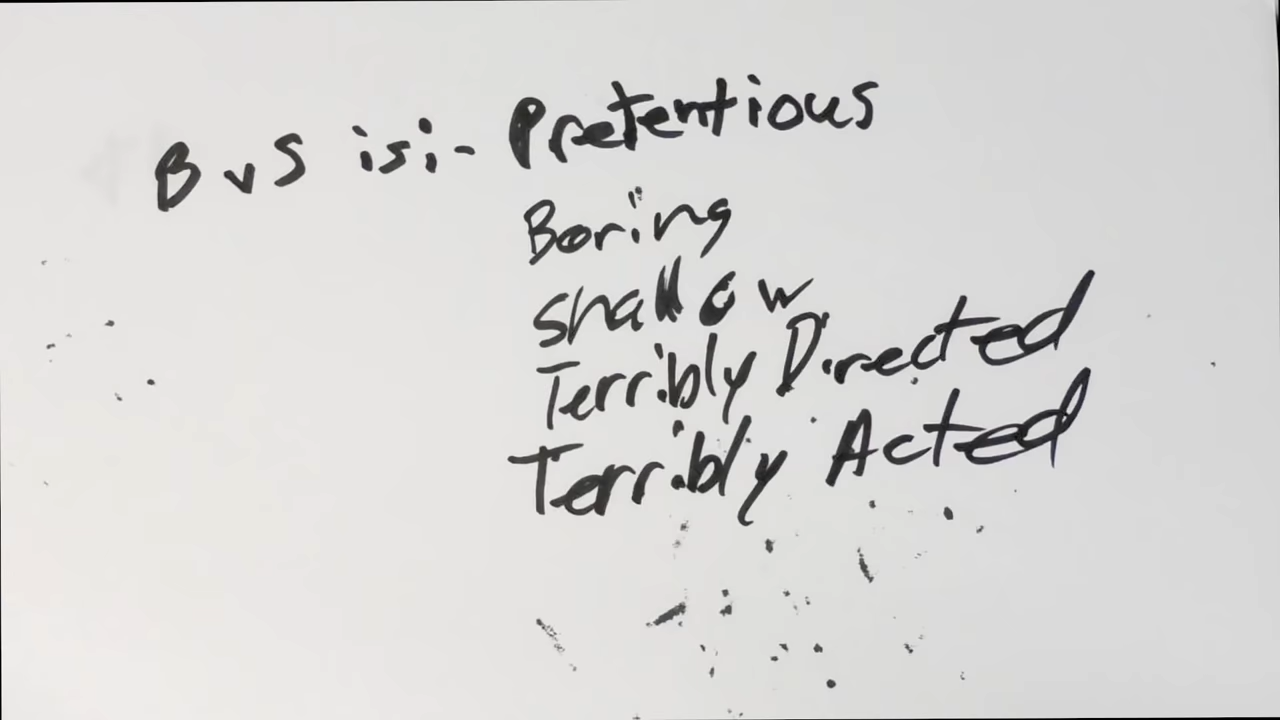 B v S is:- Pretentious
Boring
shallow
Terribly Directed
Terribly Acted